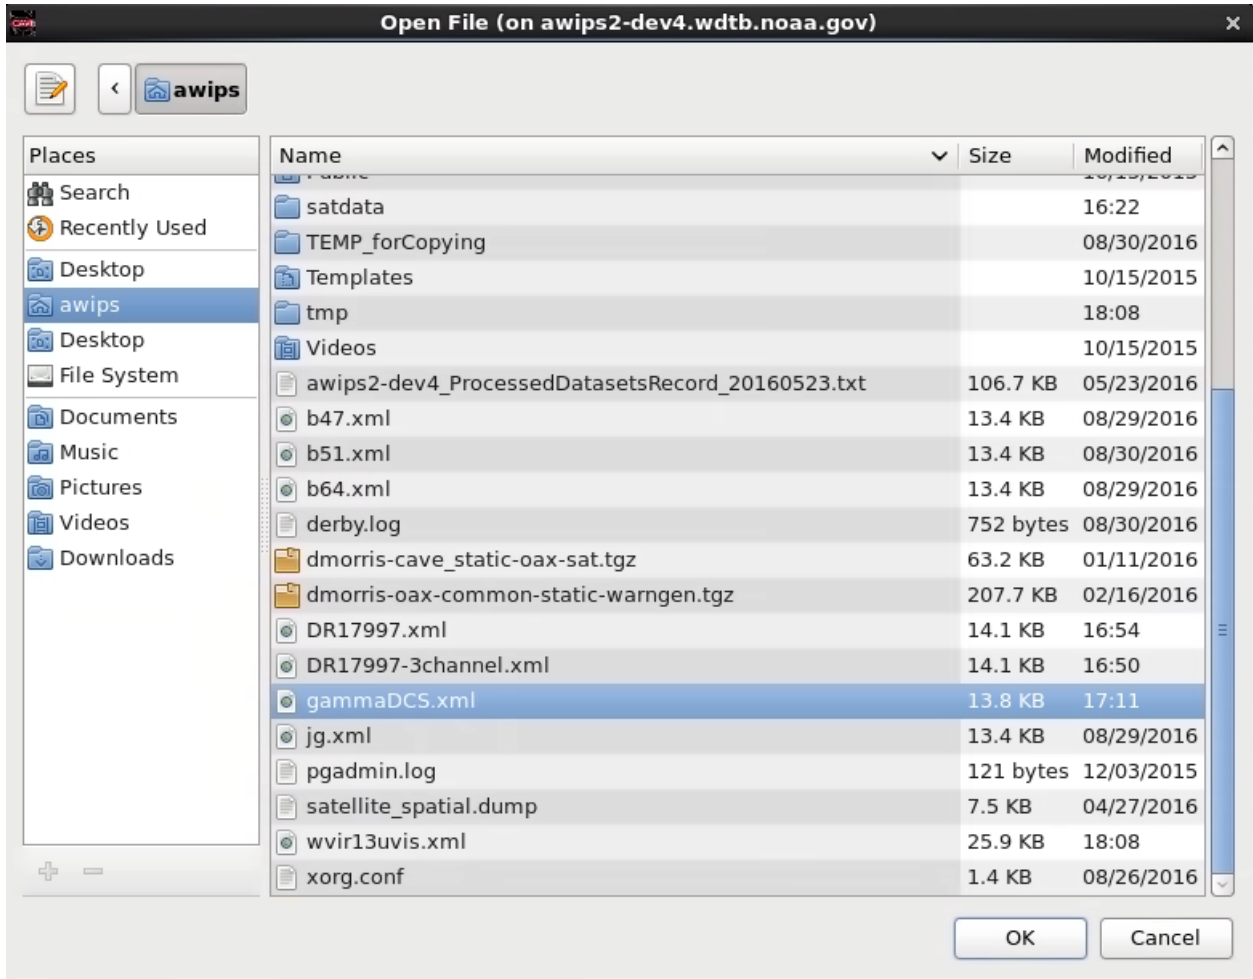 Open File (on awips2-dev4.wdtb.noaa.gov)
awips
Places
Search
Recently Used
Desktop
awips
Desktop
File System
Documents
Music
Pictures
Videos
Downloads
Name Size Modified
Public 10/15/2015
satdata 16:22
TEMP_forCopying 08/30/2016
Templates 10/15/2015
tmp 18:08
Videos 10/15/2015
awips2-dev4_ProcessedDatasetsRecord_20160523.txt 106.7 KB 05/23/2016
b47.xml 13.4 KB 08/29/2016
b51.xml 13.4 KB 08/30/2016
b64.xml 13.4 KB 08/29/2016
derby.log 752 bytes 08/30/2016
dmorris-cave_static-oax-sat.tgz 63.2 KB 01/11/2016
dmorris-oax-common-static-warngen.tgz 207.7 KB 02/16/2016
DR17997.xml 14.1 KB 16:54
DR17997-3channel.xml 14.1 KB 16:50
gammaDCS.xml 13.8 KB 17:11
jg.xml 13.4 KB 08/29/2016
pgadmin.log 121 bytes 12/03/2015
satellite_spatial.dump 7.5 KB 04/27/2016
wvir13uvis.xml 25.9 KB 18:08
xorg.conf 1.4 KB 08/26/2016
OK Cancel